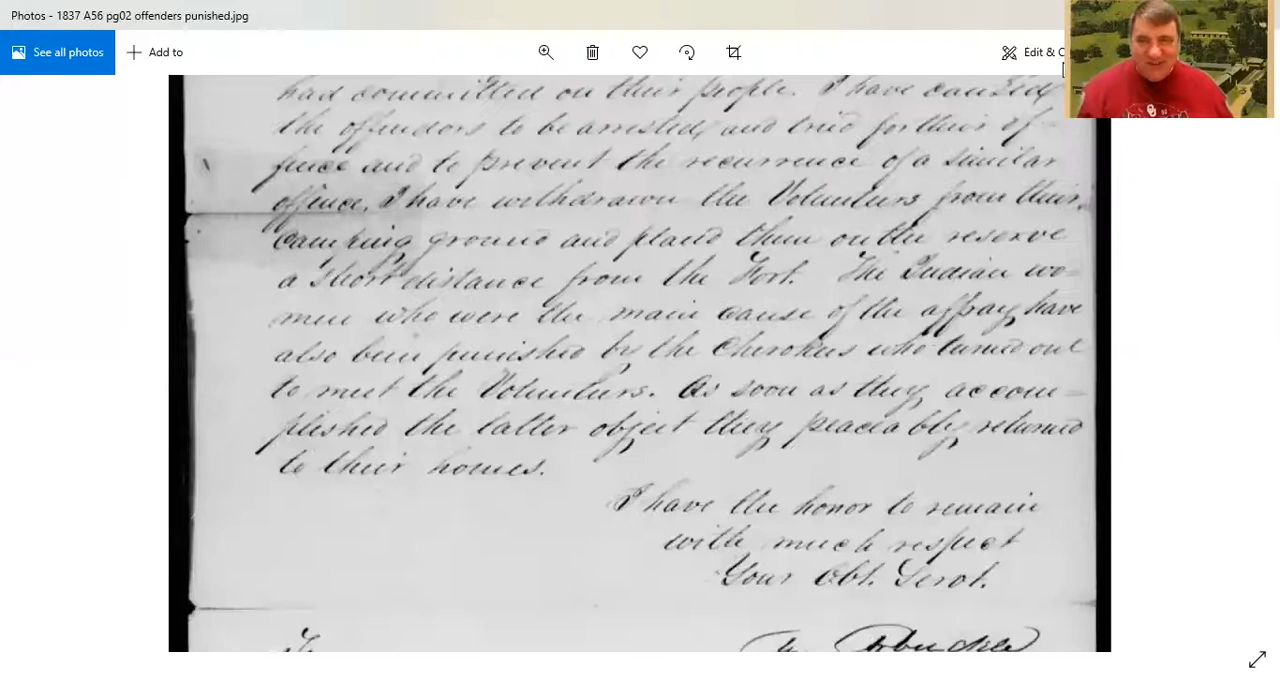 Photos - 1837 A56 pg02 offenders punished.jpg
See all photos
Add to
Edit & C
had committed on their people. I have caused
the offenders to be arrested, and tried for their of-
fence and to prevent the recurrence of a similar
offence, I have withdrawn the Volunteers from their
camping ground and placed them on the reserve
a short distance from the Fort. The Indian wo-
men who were the main cause of the affray, have
also been punished by the Cherokees who turned out
to meet the Volunteers. As soon as they accom-
plished the latter object they peaceably returned
to their homes.
I have the honor to remain
with much respect
Your Obt. Servt.
To
Arbuckle
OU